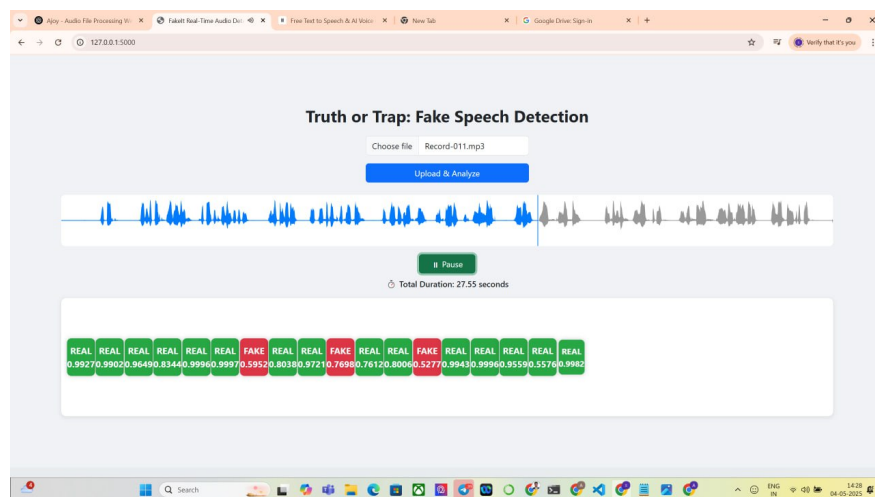 Ajoy - Audio File Processing We
FakeIt Real-Time Audio Det
Free Text to Speech & AI Voice
New Tab
Google Drive: Sign-in
127.0.0.1:5000
Verify that it's you
Truth or Trap: Fake Speech Detection
Choose file Record-011.mp3
Upload & Analyze
Pause
Total Duration: 27.55 seconds
REAL REAL REAL REAL REAL REAL FAKE REAL REAL FAKE REAL REAL FAKE REAL REAL REAL REAL REAL
0.9927 0.9902 0.9649 0.8344 0.9996 0.9997 0.5952 0.8038 0.9721 0.7698 0.7612 0.8006 0.5277 0.9943 0.9996 0.9559 0.5576 0.9982
4
Search
ENG
IN
14:28
04-05-2025